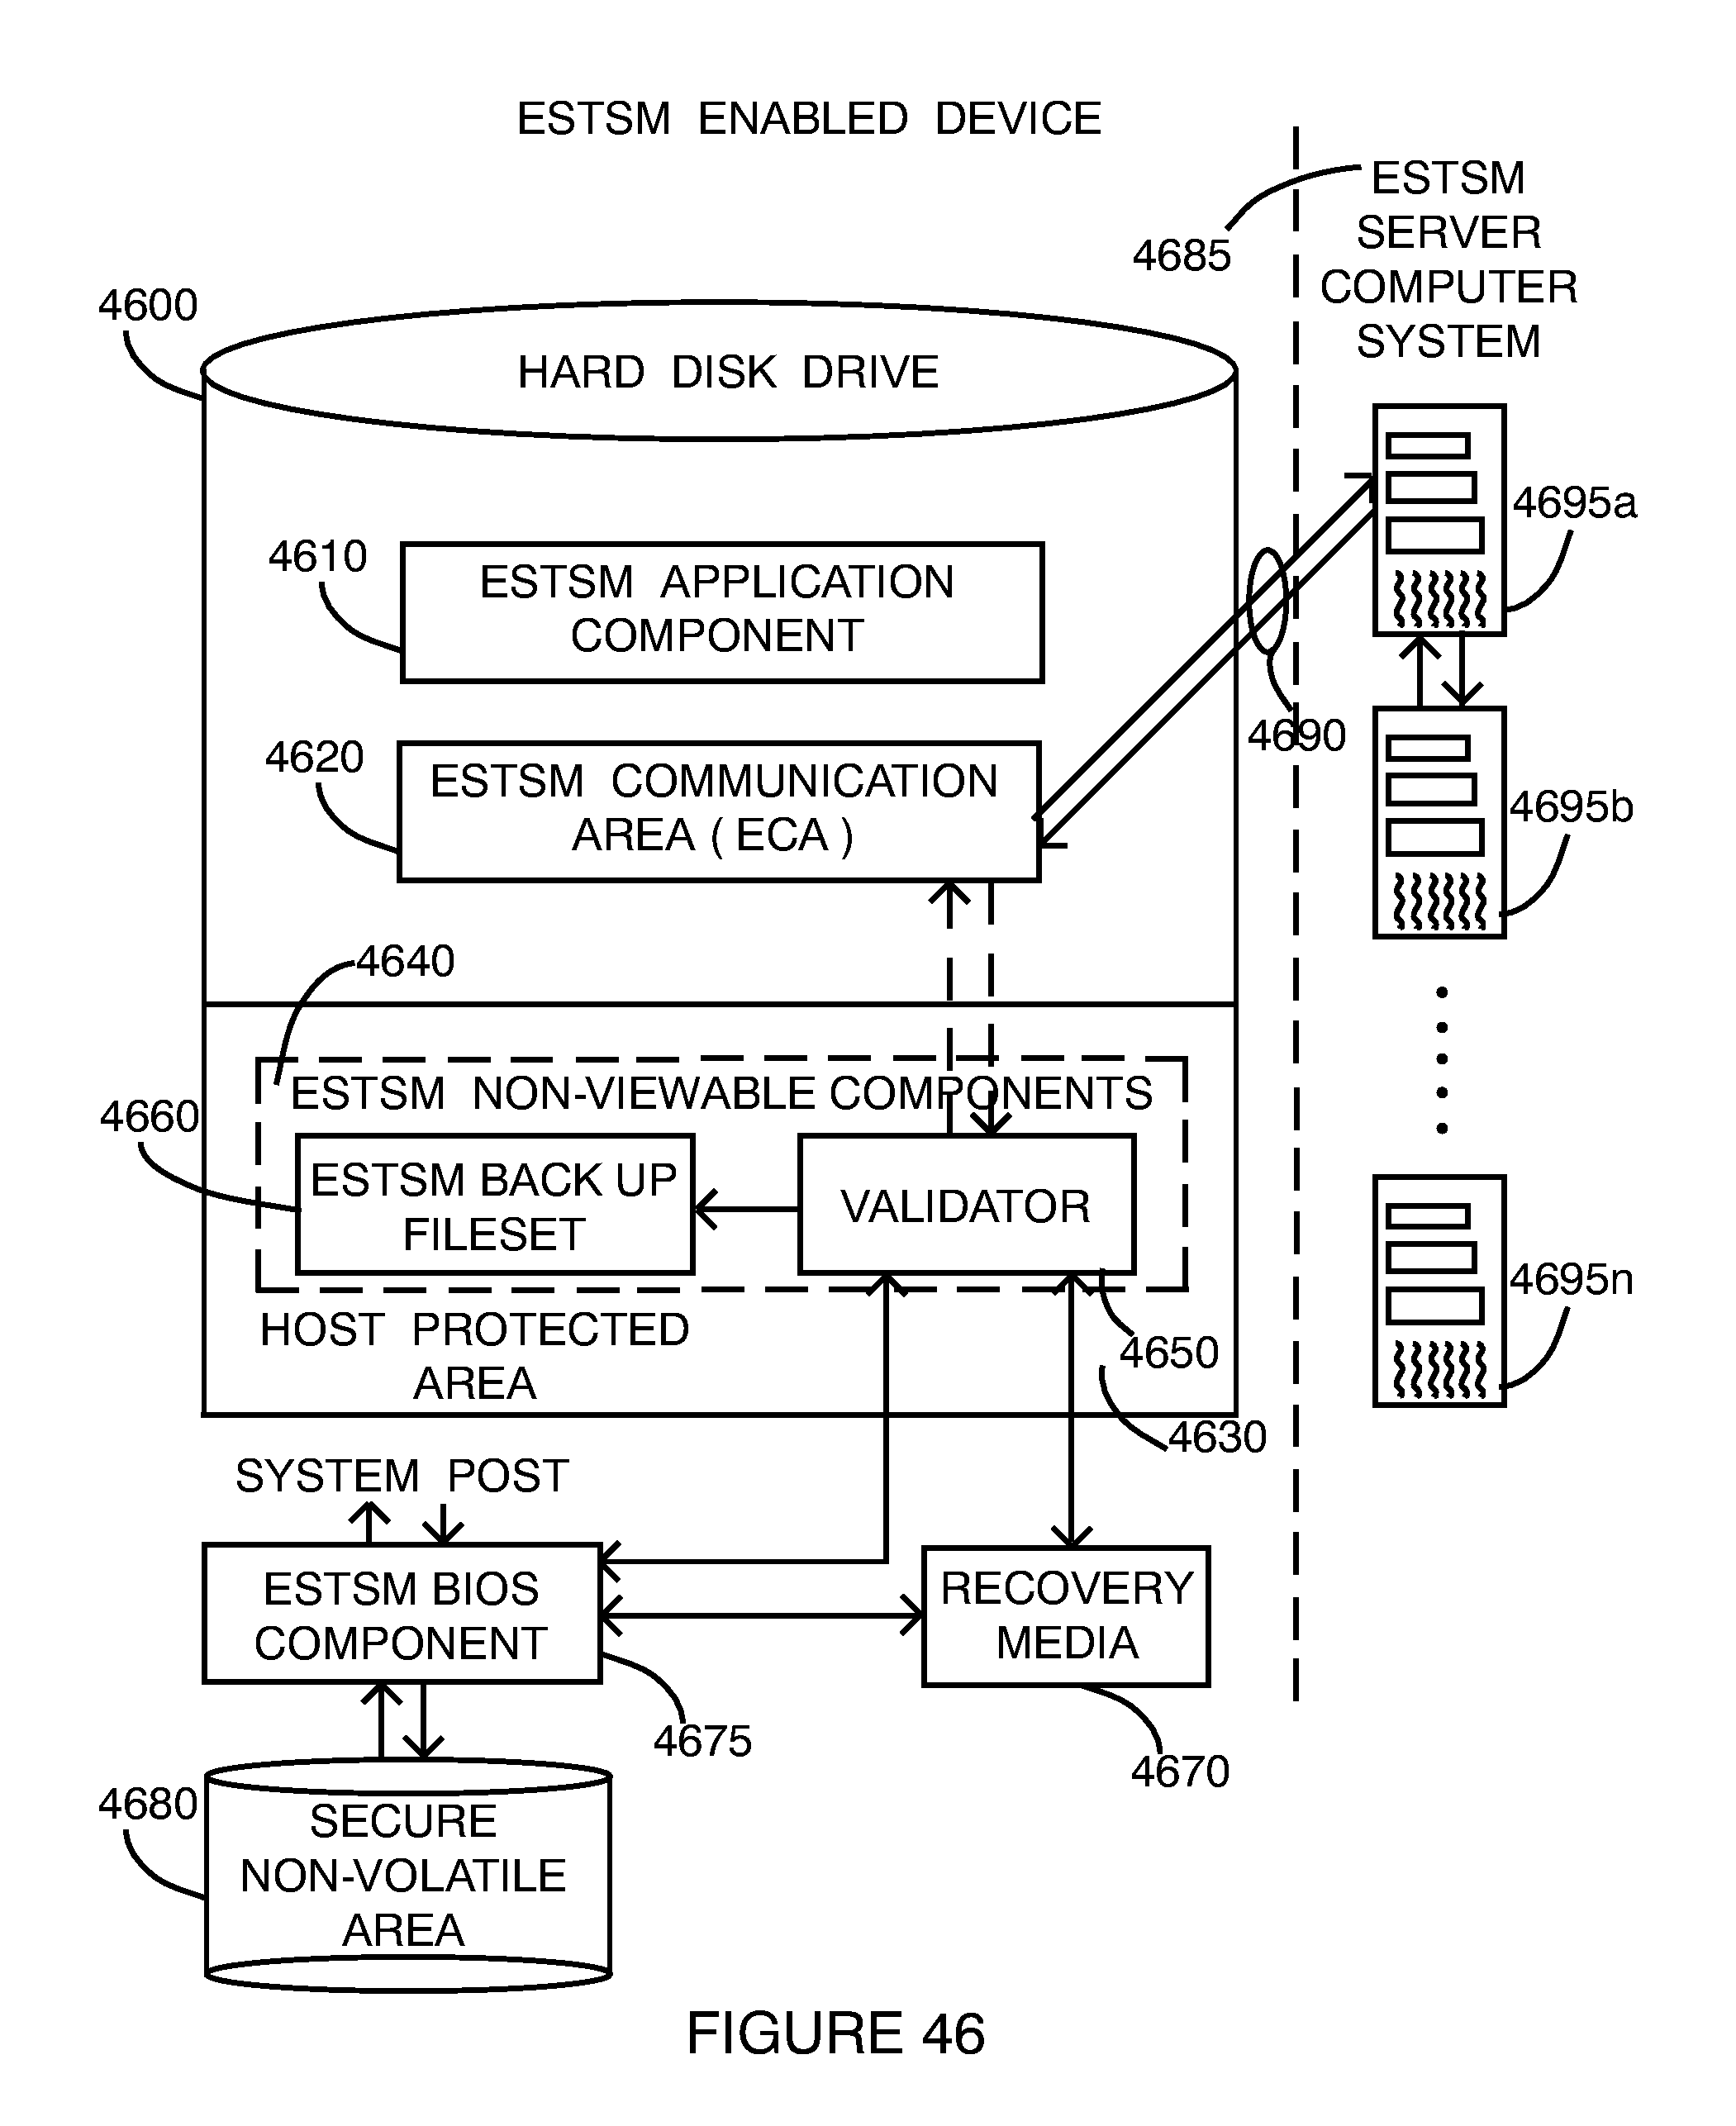 ESTSM ENABLED DEVICE
ESTSM
SERVER
COMPUTER
SYSTEM
4685
4600
HARD DISK DRIVE
4695a
4610
ESTSM APPLICATION
COMPONENT
4690
4620
ESTSM COMMUNICATION
AREA ( ECA )
4695b
4640
ESTSM NON-VIEWABLE COMPONENTS
4660
ESTSM BACK UP
FILESET
VALIDATOR
4695n
HOST PROTECTED
AREA
4650
4630
SYSTEM POST
ESTSM BIOS
COMPONENT
RECOVERY
MEDIA
4675
4670
4680
SECURE
NON-VOLATILE
AREA
FIGURE 46